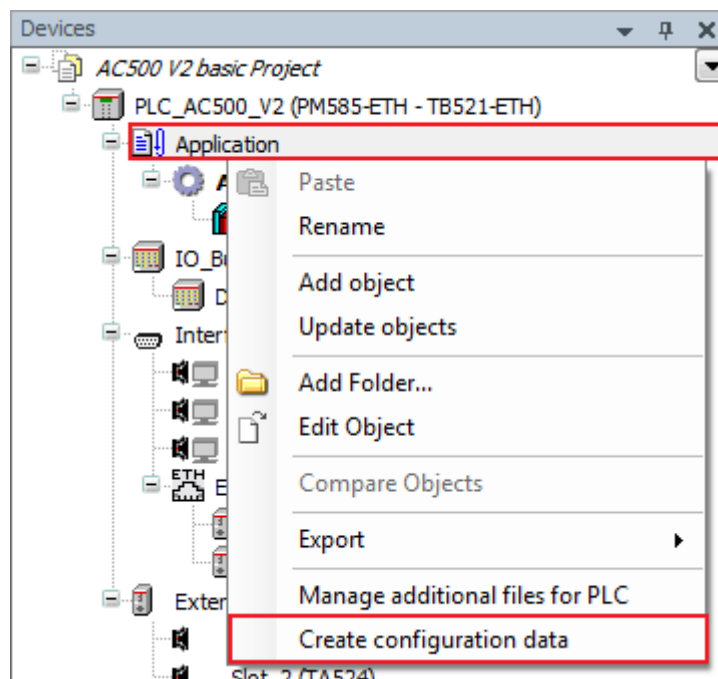 Devices
AC500 V2 basic Project
PLC_AC500_V2 (PM585-ETH - TB521-ETH)
Application
Paste
Rename
IO_B
Add object
Update objects
Inter
Add Folder...
Edit Object
ETH
E
Compare Objects
Export
Manage additional files for PLC
Exter
Create configuration data
Slot_2 (TA524)